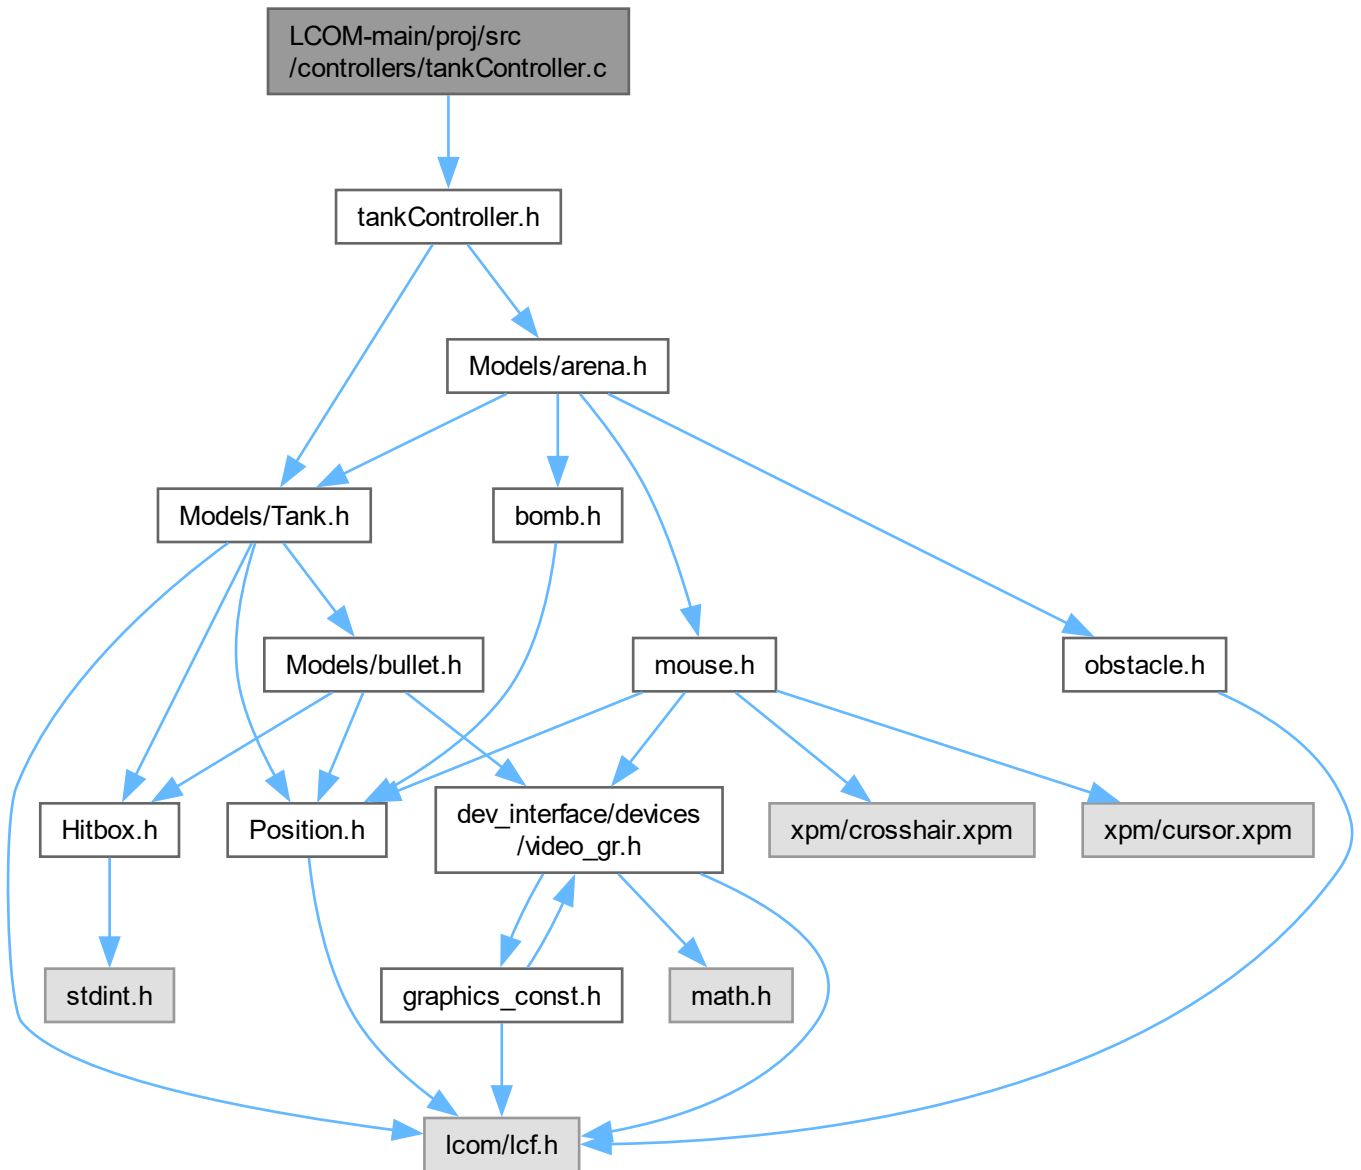 LCOM-main/proj/src
/controllers/tankController.c
tankController.h
Models/arena.h
Models/Tank.h
bomb.h
Models/bullet.h
mouse.h
obstacle.h
Hitbox.h
Position.h
dev_interface/devices
/video_gr.h
xpm/crosshair.xpm
xpm/cursor.xpm
stdint.h
graphics_const.h
math.h
lcom/lcf.h